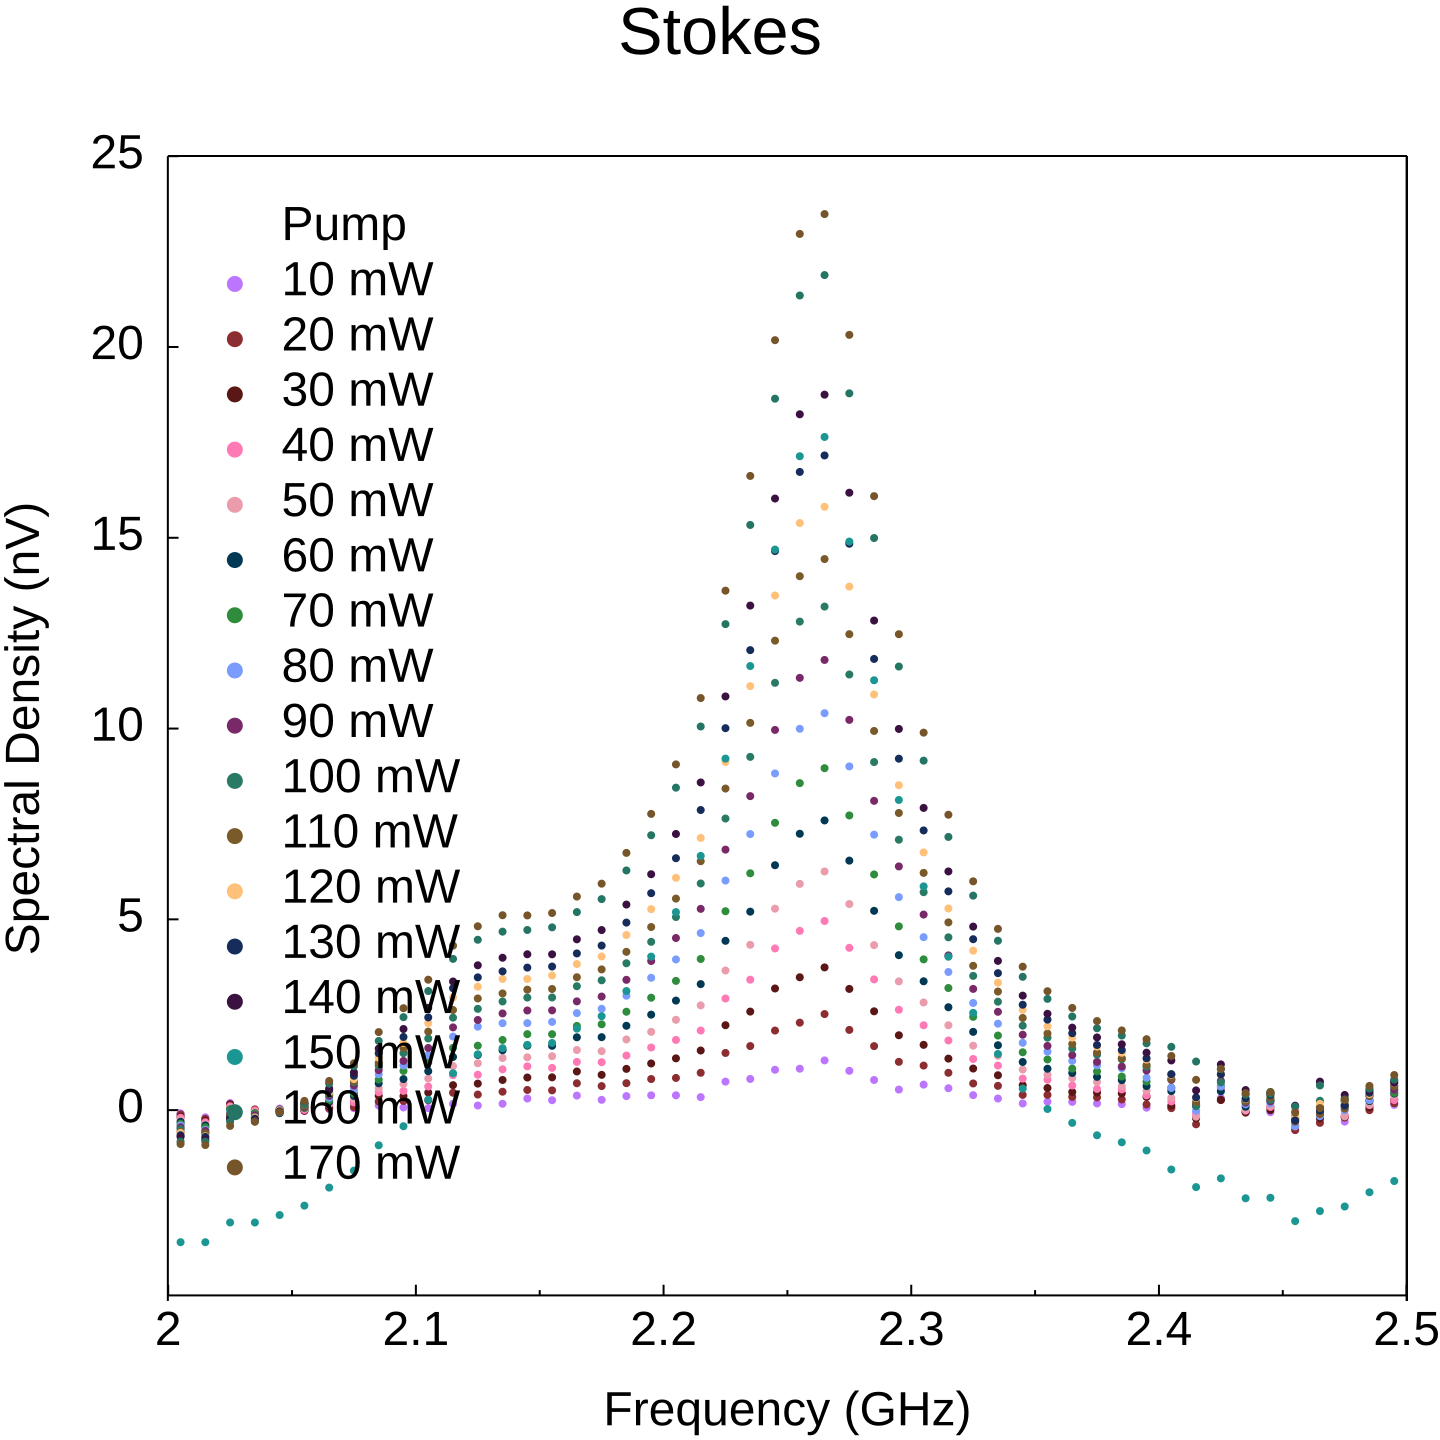 Stokes
25
20
15
10
5
0
Spectral Density (nV)
Pump
10 mW
20 mW
30 mW
40 mW
50 mW
60 mW
70 mW
80 mW
90 mW
100 mW
110 mW
120 mW
130 mW
140 mW
150 mW
160 mW
170 mW
2 2.1 2.2 2.3 2.4 2.5
Frequency (GHz)